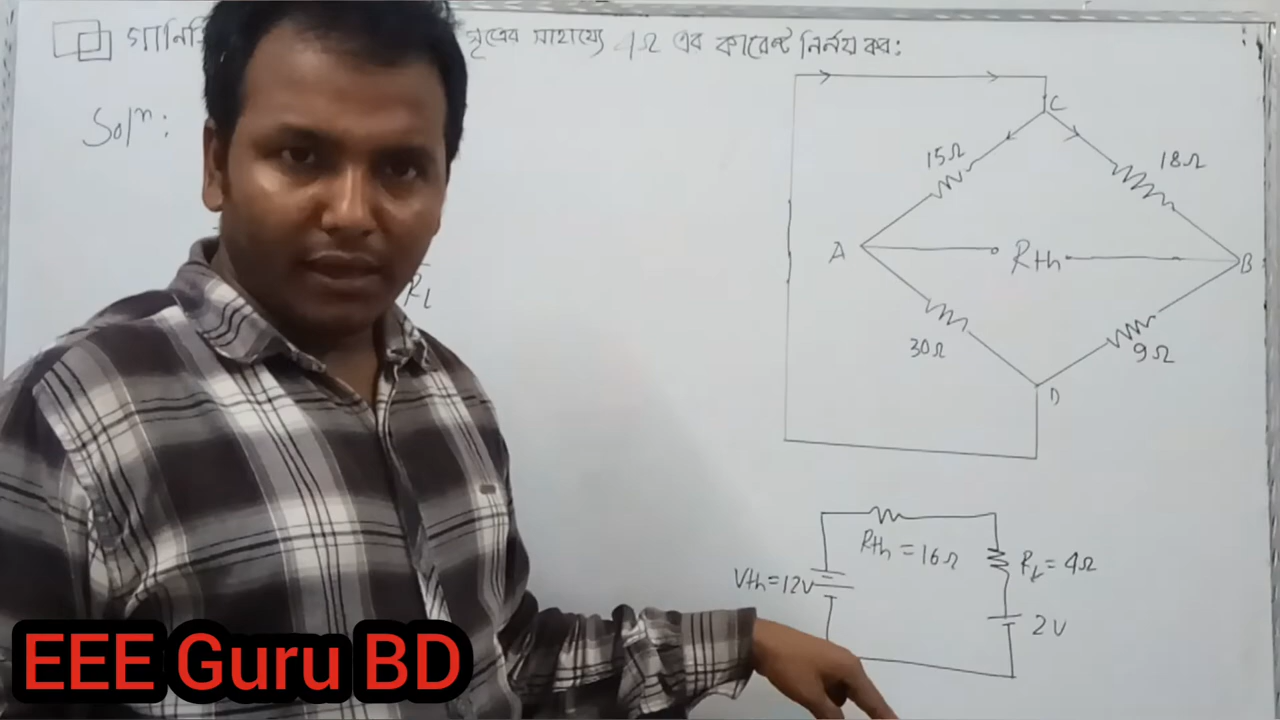 সূত্রের সাহায্যে 4Ω এর কারেন্ট নির্নয় কর:
Solⁿ:
C
15Ω
18Ω
A
Rth
B
30Ω
9Ω
D
Rth = 16Ω
RL = 4Ω
Vth = 12V
2V
EEE Guru BD